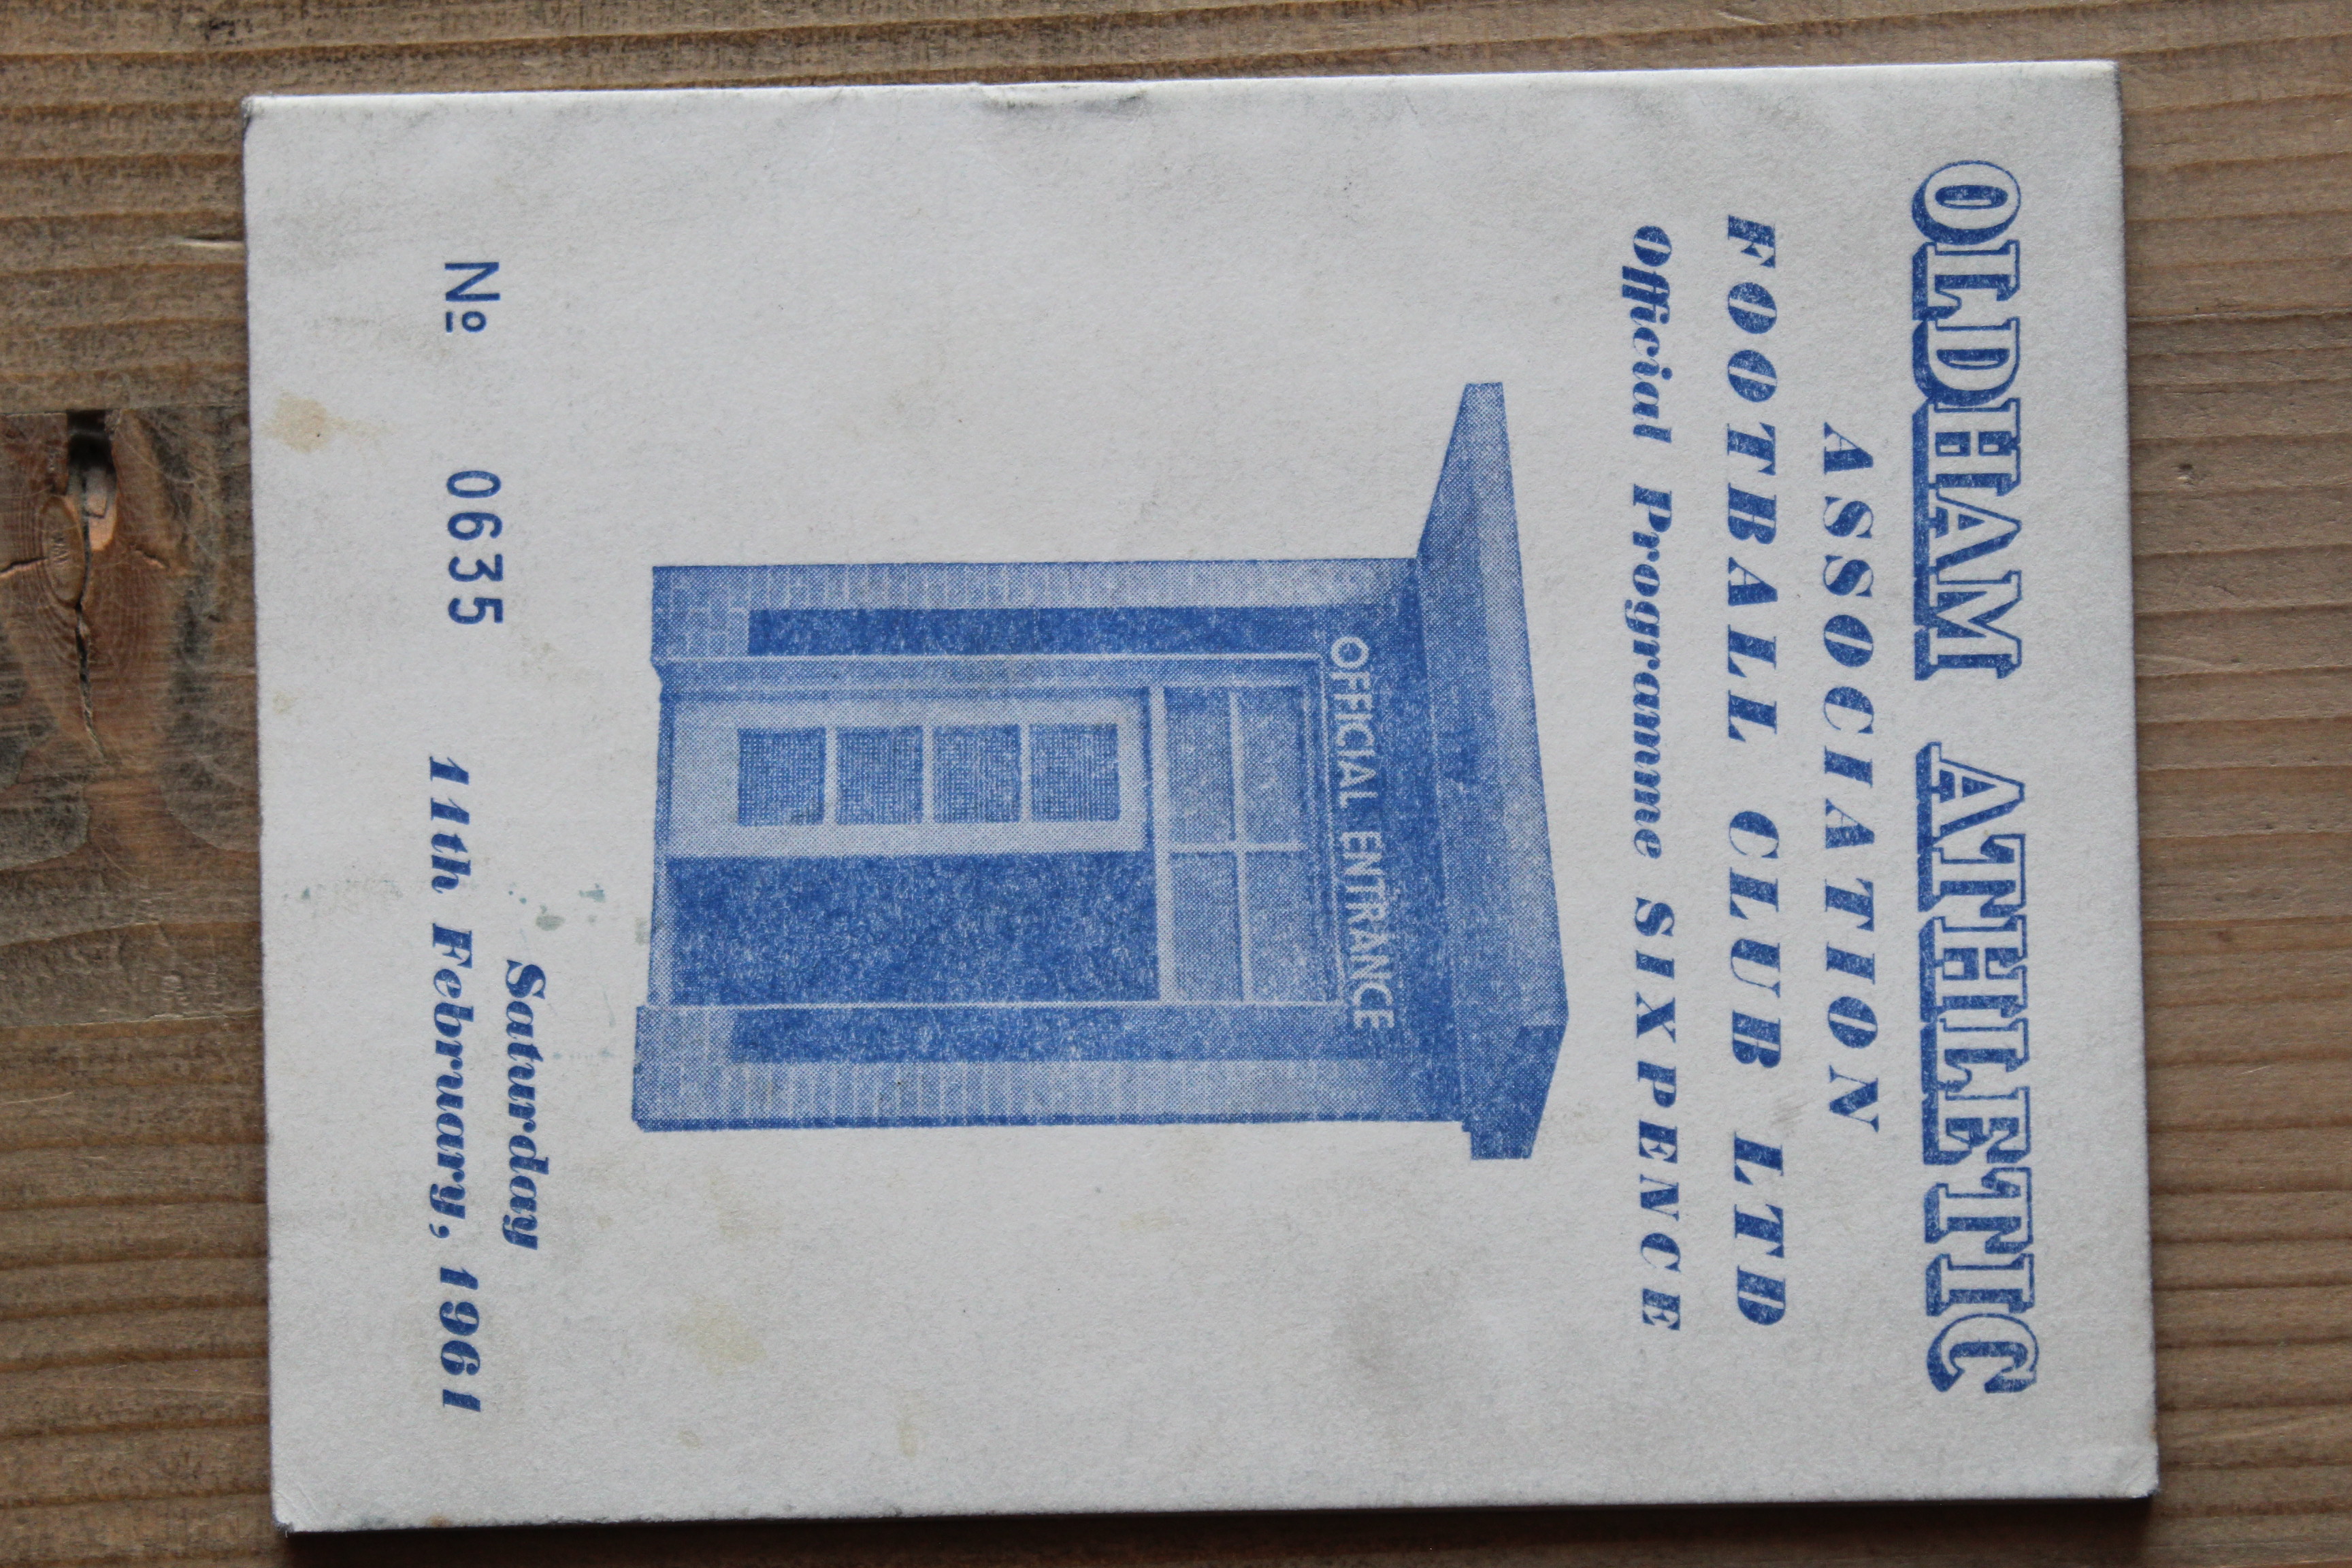 OLDHAM ATHLETIC
ASSOCIATION
FOOTBALL CLUB LTD
Official Programme SIXPENCE
OFFICIAL ENTRANCE
Saturday
Nº 0635 11th February, 1961